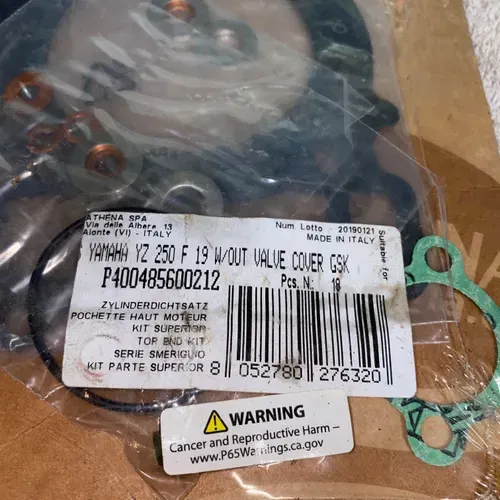 ATHENA SPA
Via delle Albere, 13
Alonte (VI) - ITALY
Num. Lotto - 20190121
MADE IN ITALY
Suitable for
YAMAHA YZ 250 F 19 W/OUT VALVE COVER GSK
P400485600212
Pcs. N. 18
ZYLINDERDICHTSATZ
POCHETTE HAUT MOTEUR
KIT SUPERIOR
TOP END KIT
SERIE SMERIGLIO
KIT PARTE SUPERIOR
8 052780 276320
WARNING
Cancer and Reproductive Harm –
www.P65Warnings.ca.gov